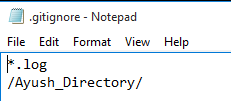 .gitignore - Notepad
File Edit Format View Help
*.log
/Ayush_Directory/